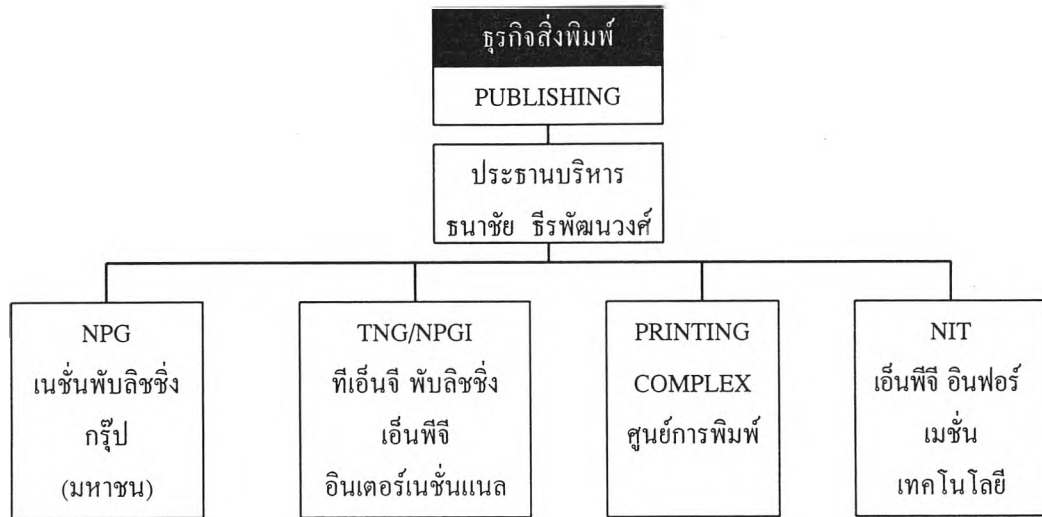 ธุรกิจสิ่งพิมพ์
PUBLISHING
ประธานบริหาร
ธนาชัย ธีรพัฒนวงศ์
NPG
เนชั่นพับลิชชิ่ง
กรุ๊ป
(มหาชน)
TNG/NPGI
ทีเอ็นจี พับลิชชิ่ง
เอ็นพีจี
อินเตอร์เนชั่นแนล
PRINTING
COMPLEX
ศูนย์การพิมพ์
NIT
เอ็นพีจี อินฟอร์
เมชั่น
เทคโนโลยี